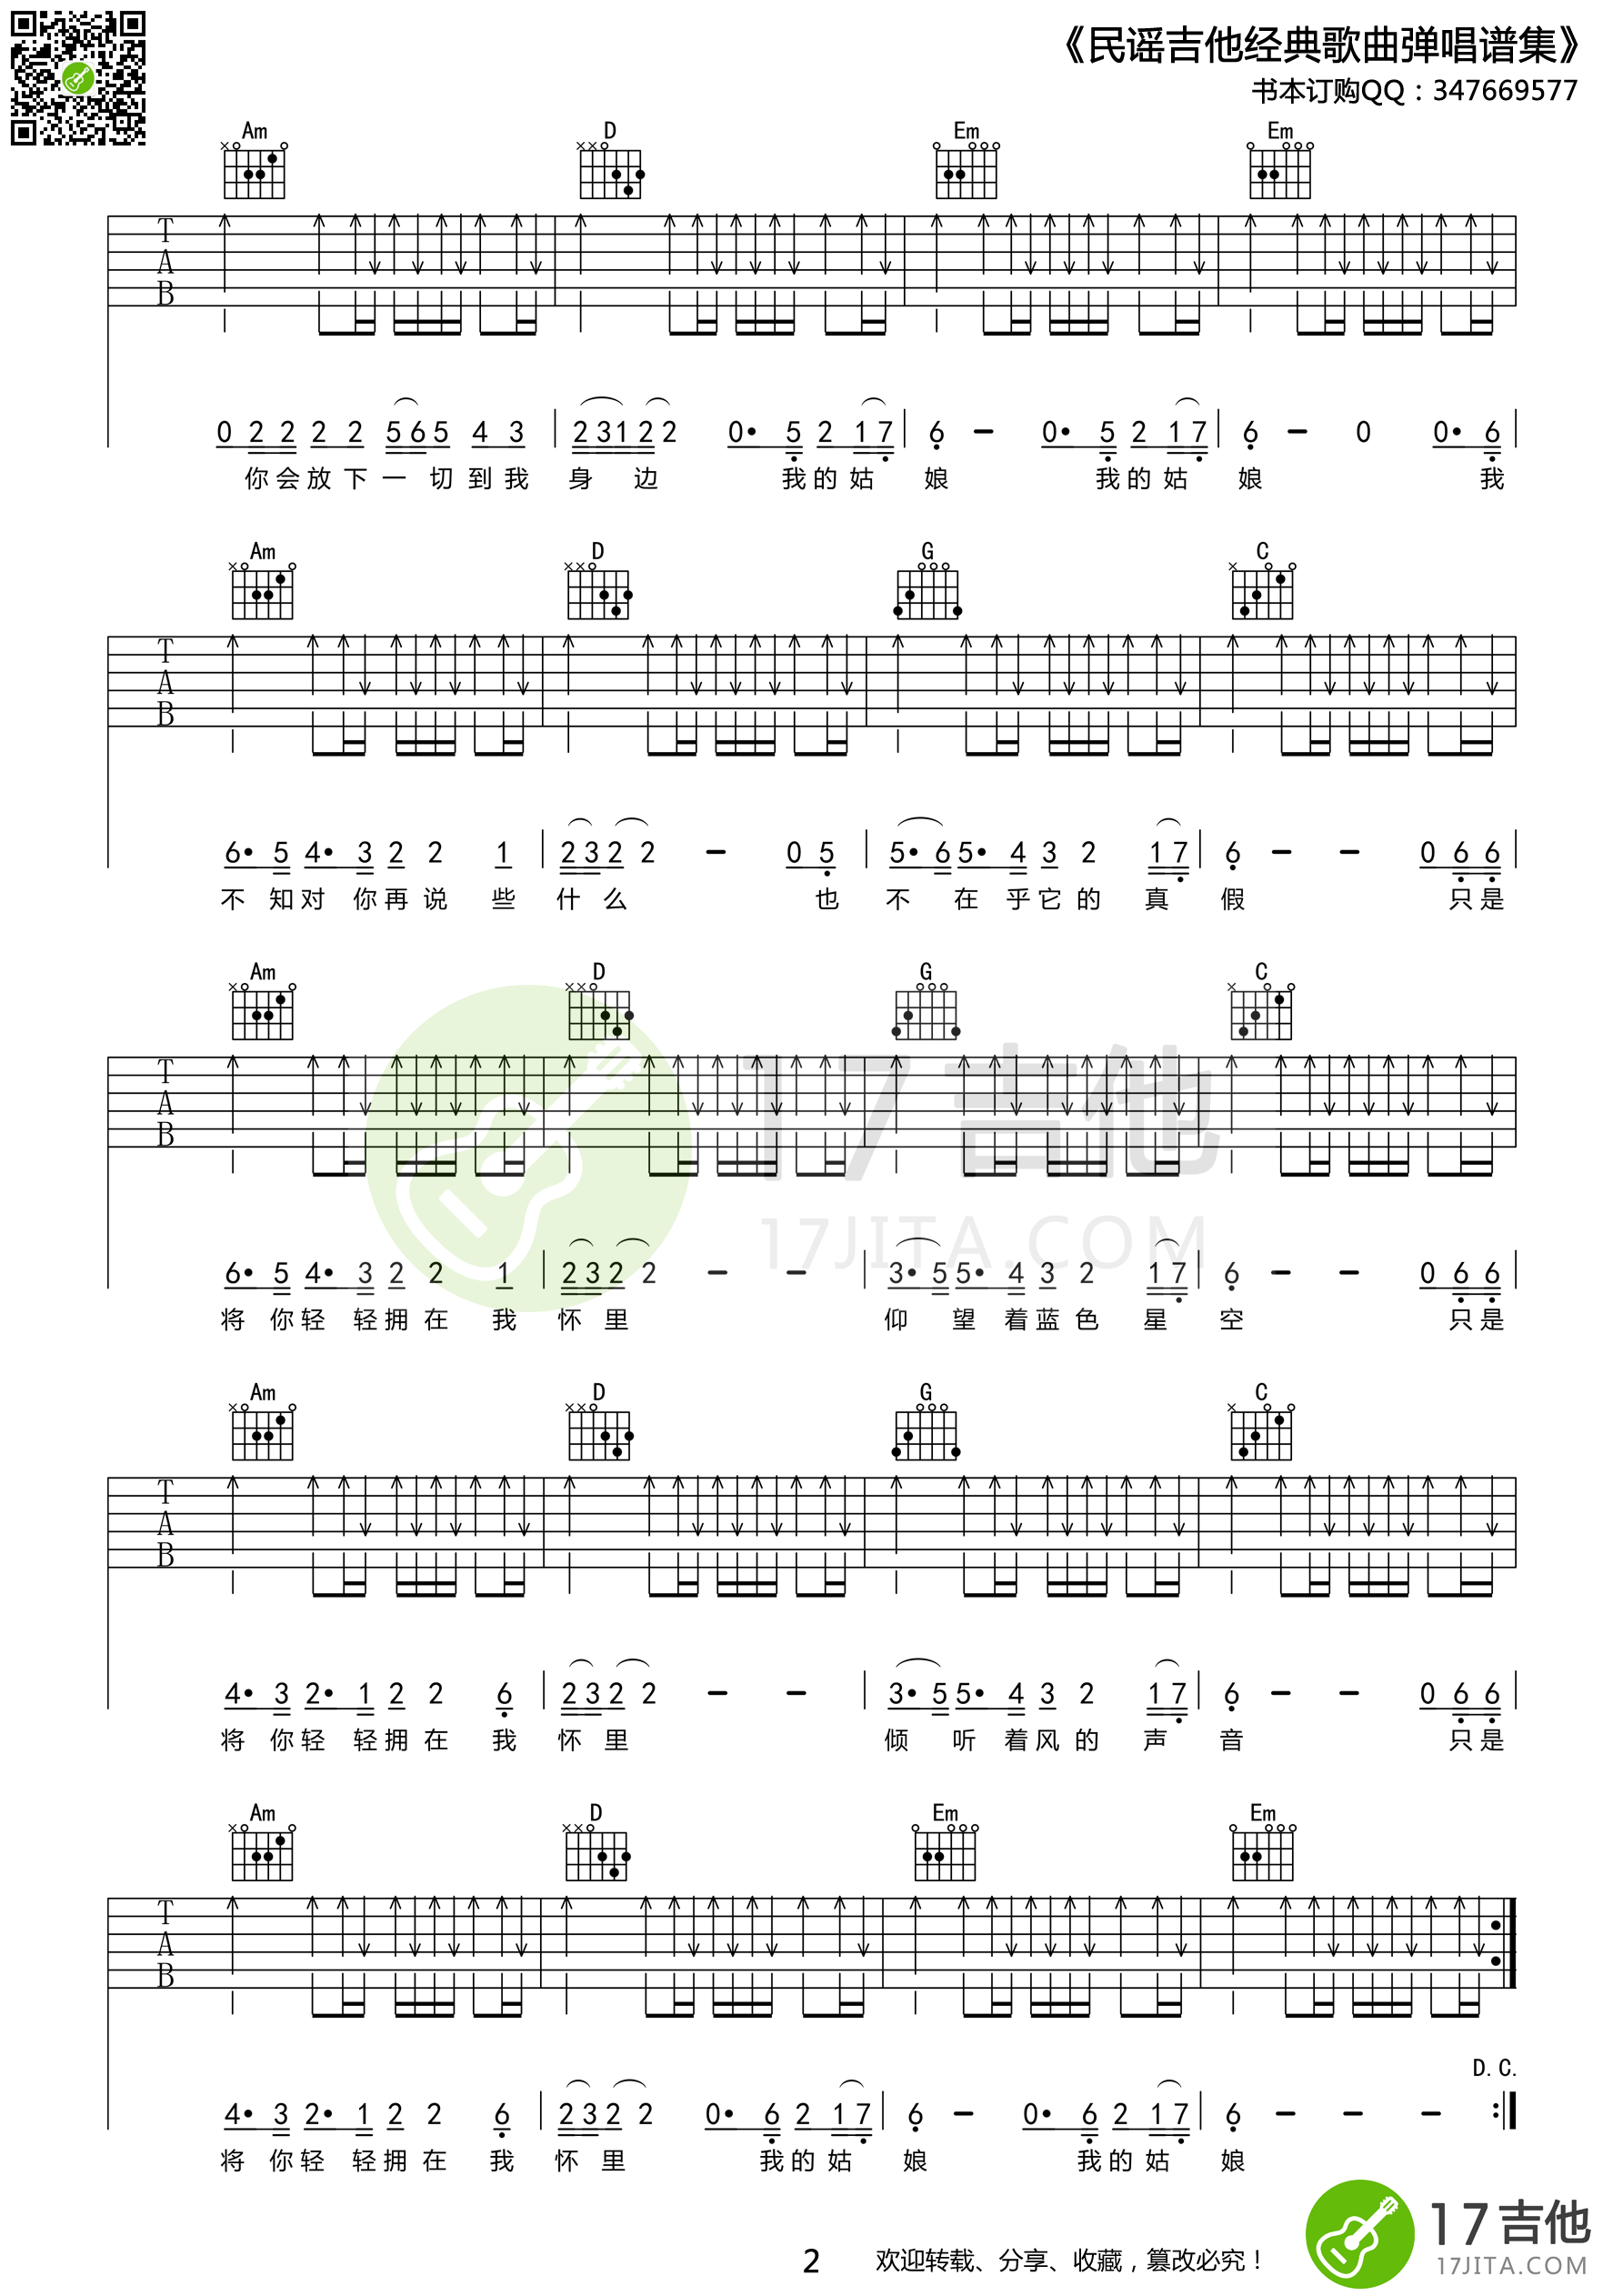 《民谣吉他经典歌曲弹唱谱集》
书本订购QQ：347669577
Am D Em Em
T
A
B
0 2 2 2 2 5 6 5 4 3 | 2 3 1 2 2 0· 5 2 1 7 | 6 – 0· 5 2 1 7 | 6 – 0 0· 6 |
你会放下一切到我身边 我的姑娘 我的姑娘 我
Am D G C
T
A
B
6· 5 4· 3 2 2 1 | 2 3 2 2 – 0 5 | 5· 6 5· 4 3 2 1 7 | 6 – – 0 6 6 |
不知对你再说些什么 也不在乎它的真假 只是
Am D G C
T
A
B
17吉他
17JITA.COM
6· 5 4· 3 2 2 1 | 2 3 2 2 – – | 3· 5 5· 4 3 2 1 7 | 6 – – 0 6 6 |
将你轻轻拥在我怀里 仰望着蓝色星空 只是
Am D G C
T
A
B
4· 3 2· 1 2 2 6 | 2 3 2 2 – – | 3· 5 5· 4 3 2 1 7 | 6 – – 0 6 6 |
将你轻轻拥在我怀里 倾听着风的声音 只是
Am D Em Em
T
A
B
D.C.
4· 3 2· 1 2 2 6 | 2 3 2 2 0· 6 2 1 7 | 6 – 0· 6 2 1 7 | 6 – – – :|
将你轻轻拥在我怀里 我的姑娘 我的姑娘
2 欢迎转载、分享、收藏，篡改必究！
17吉他
17JITA.COM